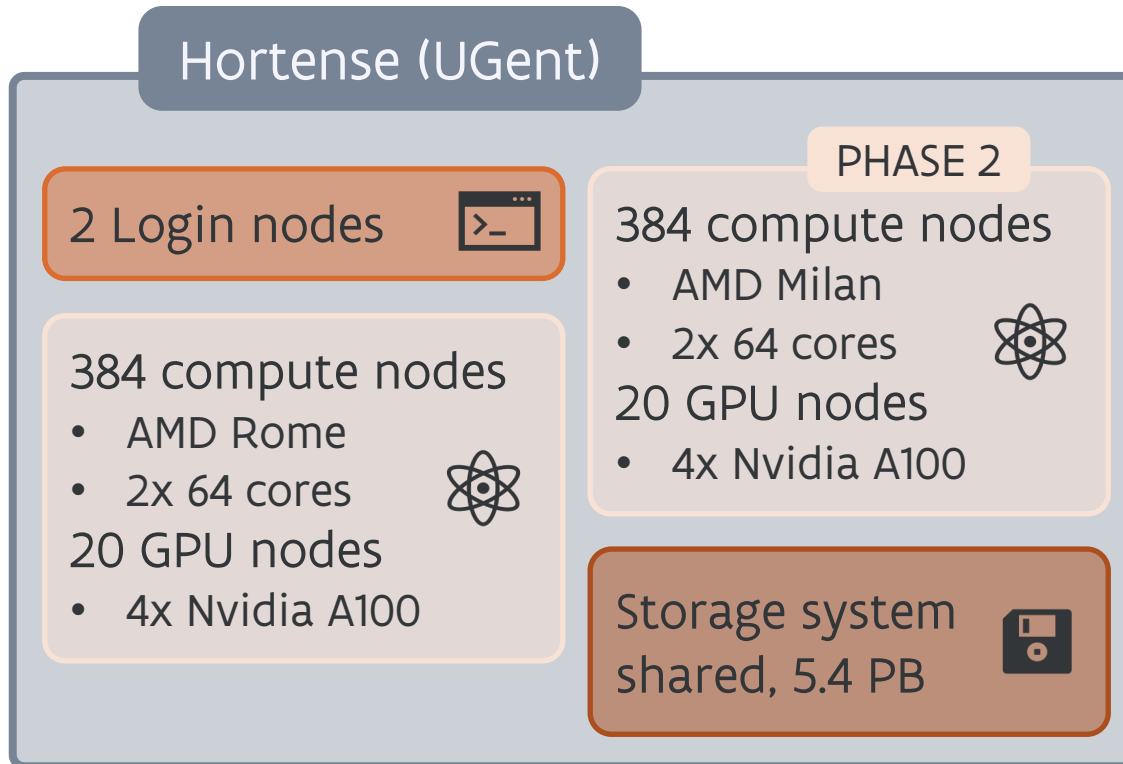 Hortense (UGent)
2 Login nodes
>_
384 compute nodes
• AMD Rome
• 2x 64 cores
20 GPU nodes
• 4x Nvidia A100
PHASE 2
384 compute nodes
• AMD Milan
• 2x 64 cores
20 GPU nodes
• 4x Nvidia A100
Storage system
shared, 5.4 PB